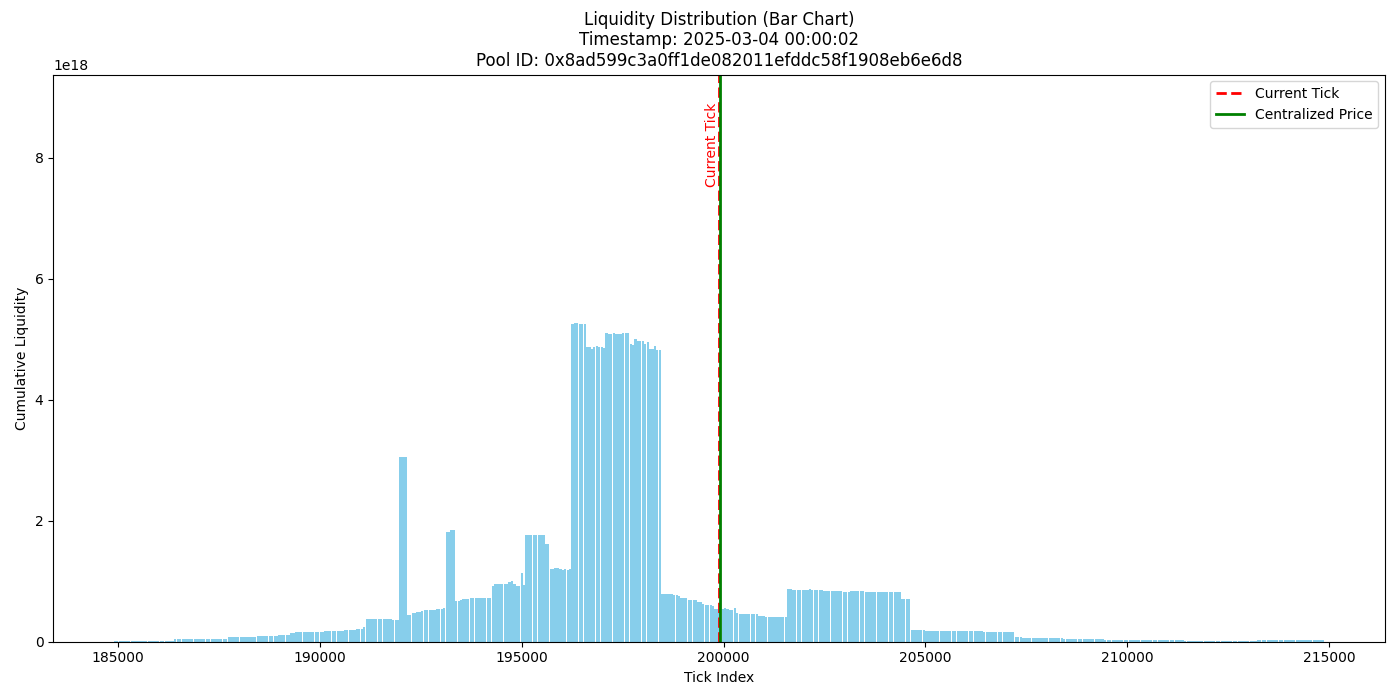 Liquidity Distribution (Bar Chart)
Timestamp: 2025-03-04 00:00:02
Pool ID: 0x8ad599c3a0ff1de082011efddc58f1908eb6e6d8
1e18
Current Tick
Centralized Price
Current Tick
8
6
4
2
0
Cumulative Liquidity
185000 190000 195000 200000 205000 210000 215000
Tick Index